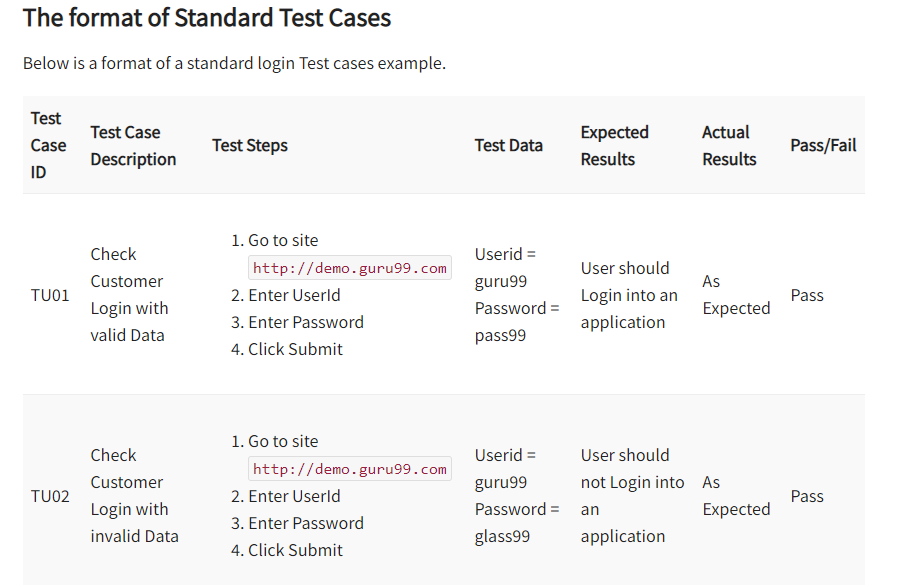 The format of Standard Test Cases
Below is a format of a standard login Test cases example.
Test
Case
ID
Test Case
Description
Test Steps
Test Data
Expected
Results
Actual
Results
Pass/Fail
TU01
Check
Customer
Login with
valid Data
1. Go to site
http://demo.guru99.com
2. Enter UserId
3. Enter Password
4. Click Submit
Userid =
guru99
Password =
pass99
User should
Login into an
application
As
Expected
Pass
TU02
Check
Customer
Login with
invalid Data
1. Go to site
http://demo.guru99.com
2. Enter UserId
3. Enter Password
4. Click Submit
Userid =
guru99
Password =
glass99
User should
not Login into
an
application
As
Expected
Pass